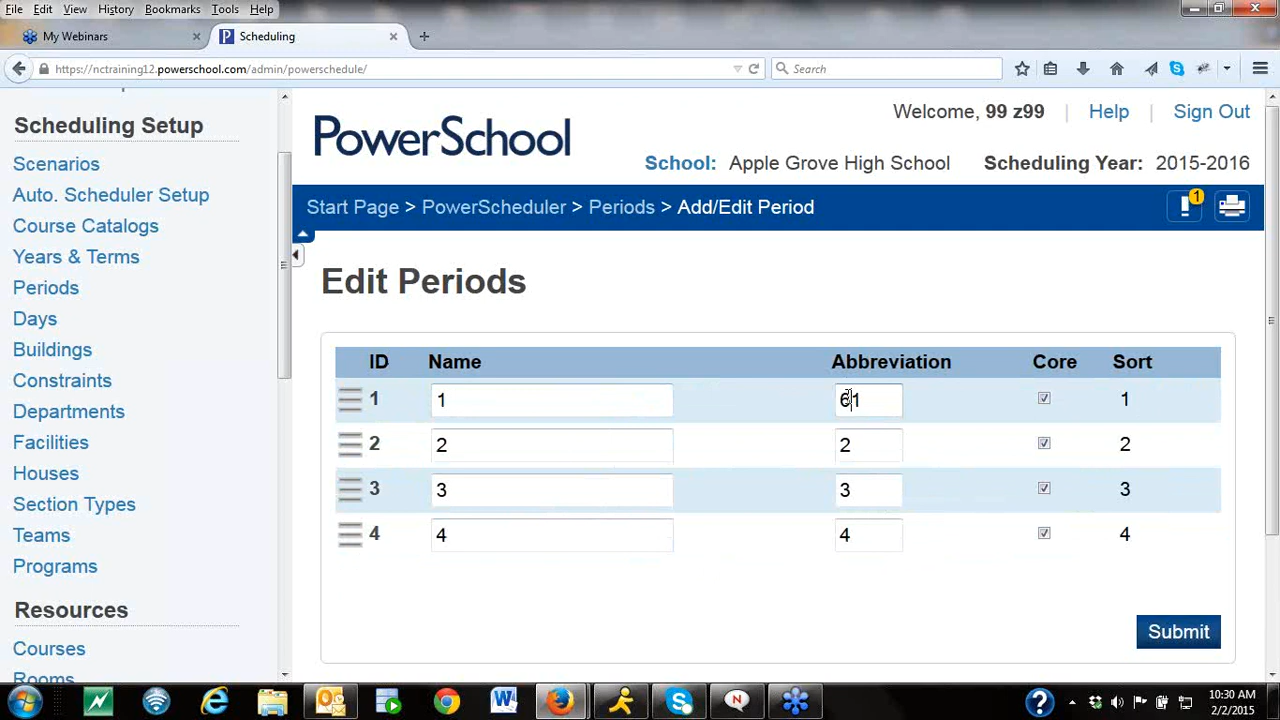 File Edit View History Bookmarks Tools Help
My Webinars × Scheduling × +
https://nctraining12.powerschool.com/admin/powerschedule/ Search
Scheduling Setup
Scenarios
Auto. Scheduler Setup
Course Catalogs
Years & Terms
Periods
Days
Buildings
Constraints
Departments
Facilities
Houses
Section Types
Teams
Programs
Resources
Courses
Rooms
PowerSchool
Welcome, 99 z99 | Help | Sign Out
School: Apple Grove High School Scheduling Year: 2015-2016
Start Page > PowerScheduler > Periods > Add/Edit Period
1
Edit Periods
ID Name Abbreviation Core Sort
1 1 61 1
2 2 2 2
3 3 3 3
4 4 4 4
Submit
10:30 AM
2/2/2015